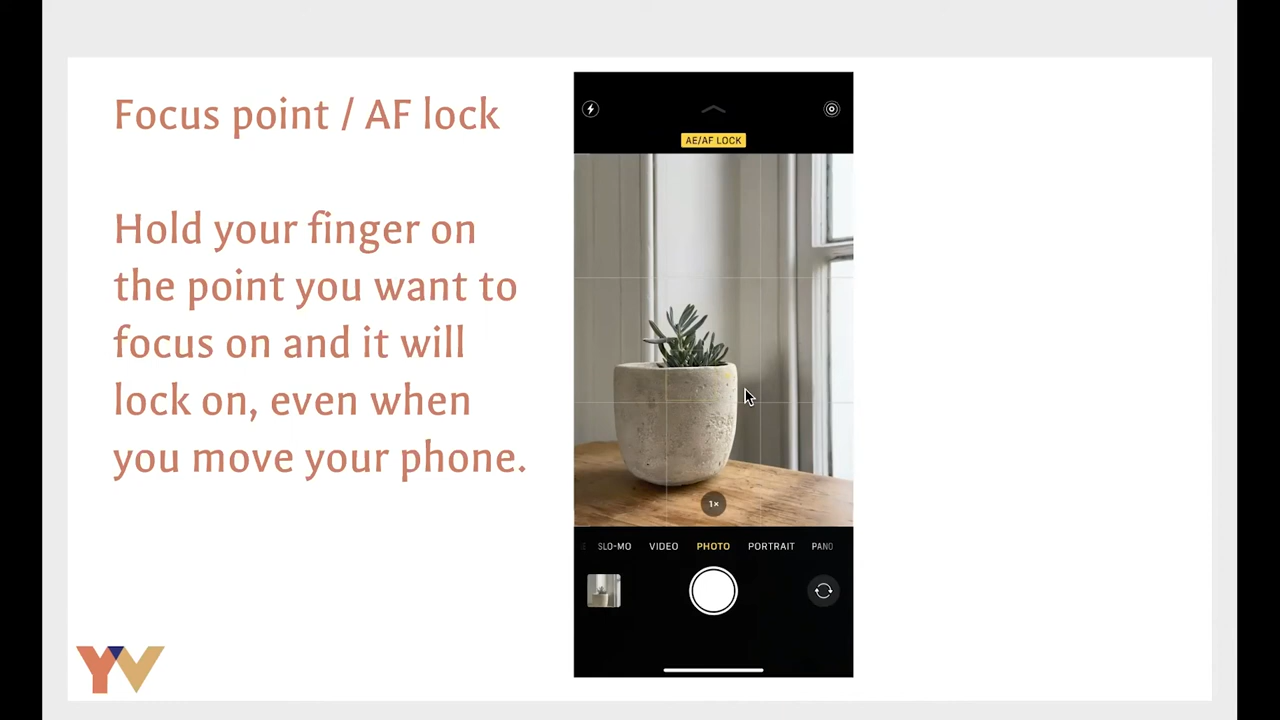 Focus point / AF lock
Hold your finger on
the point you want to
focus on and it will
lock on, even when
you move your phone.
AE/AF LOCK
1×
SLO-MO VIDEO PHOTO PORTRAIT PANO
YV